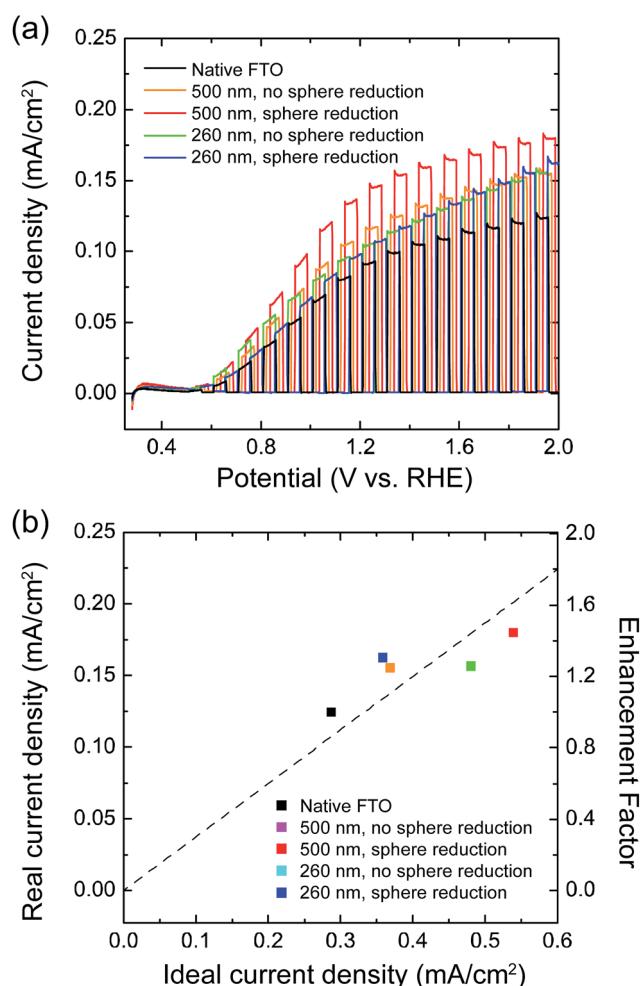 (a)
0.25
0.20
0.15
0.10
0.05
0.00
Current density (mA/cm²)
Native FTO
500 nm, no sphere reduction
500 nm, sphere reduction
260 nm, no sphere reduction
260 nm, sphere reduction
0.4 0.8 1.2 1.6 2.0
Potential (V vs. RHE)
(b)
0.25
0.20
0.15
0.10
0.05
0.00
Real current density (mA/cm²)
2.0
1.6
1.2
0.8
0.4
0.0
Enhancement Factor
Native FTO
500 nm, no sphere reduction
500 nm, sphere reduction
260 nm, no sphere reduction
260 nm, sphere reduction
0.0 0.1 0.2 0.3 0.4 0.5 0.6
Ideal current density (mA/cm²)